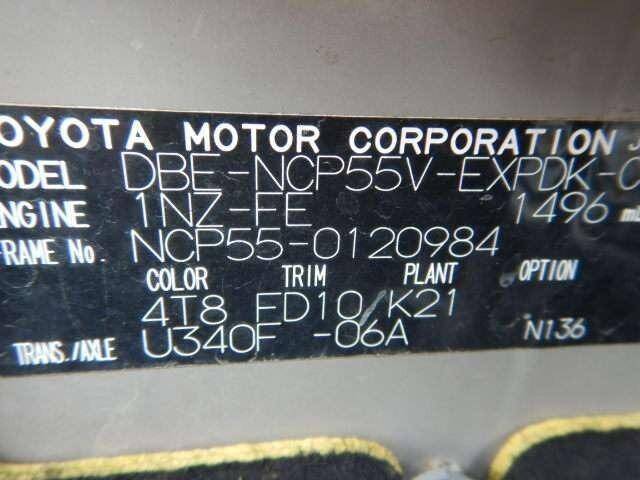 OYOTA MOTOR CORPORATION J
ODEL DBE-NCP55V-EXPDK-
ENGINE 1NZ-FE 1496 m
FRAME No. NCP55-0120984
COLOR TRIM PLANT OPTION
4T8 FD10/K21
TRANS./AXLE U340F -06A N136